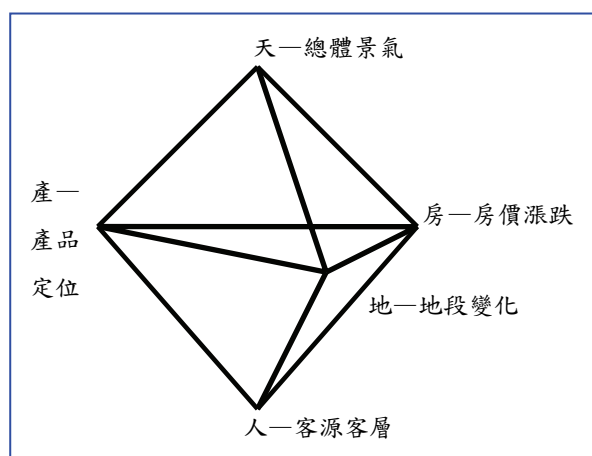 天—總體景氣
產—
產品
定位
房—房價漲跌
地—地段變化
人—客源客層